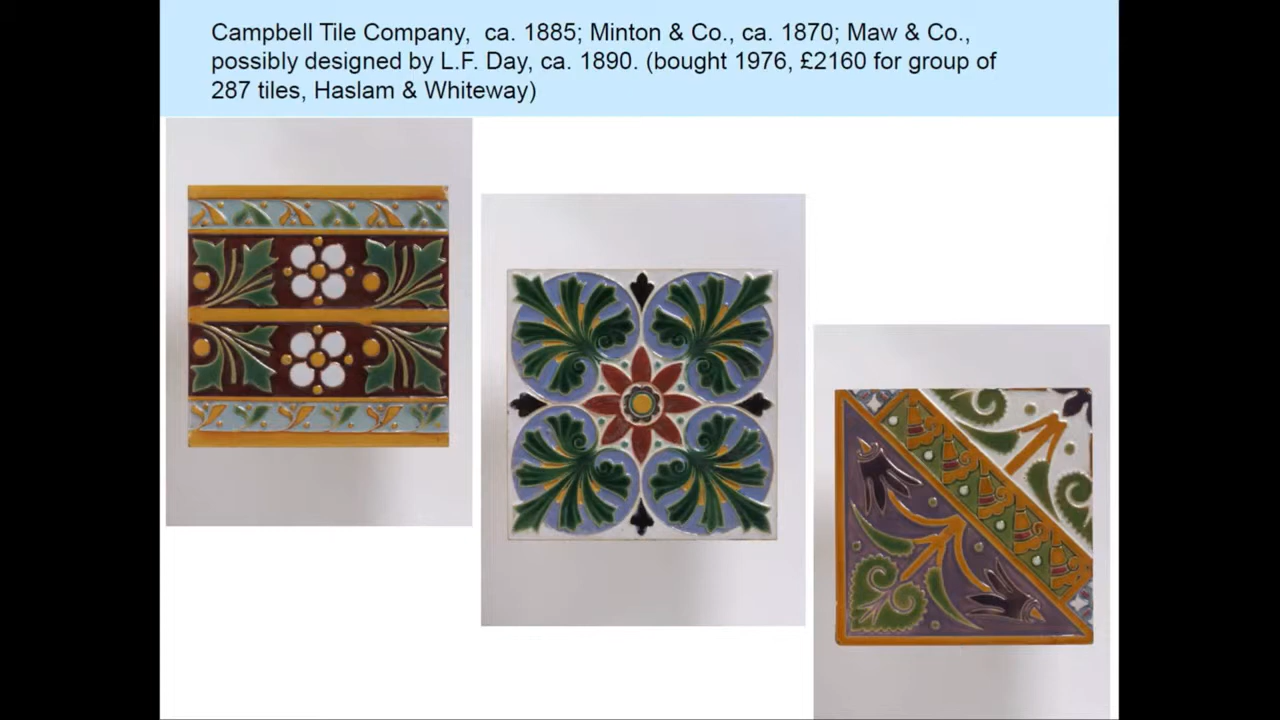 Campbell Tile Company,  ca. 1885; Minton & Co., ca. 1870; Maw & Co.,
possibly designed by L.F. Day, ca. 1890. (bought 1976, £2160 for group of
287 tiles, Haslam & Whiteway)